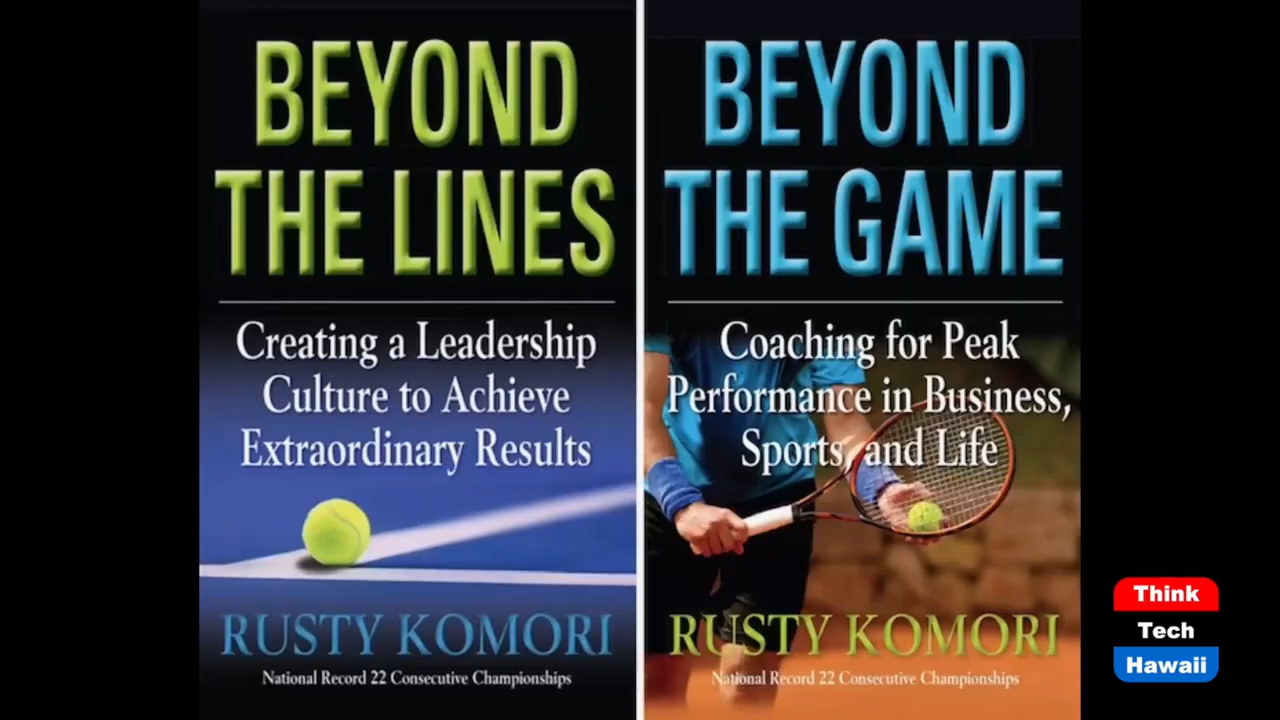 BEYOND
THE LINES
Creating a Leadership
Culture to Achieve
Extraordinary Results
RUSTY KOMORI
National Record 22 Consecutive Championships
BEYOND
THE GAME
Coaching for Peak
Performance in Business,
Sports, and Life
RUSTY KOMORI
National Record 22 Consecutive Championships
Think
Tech
Hawaii